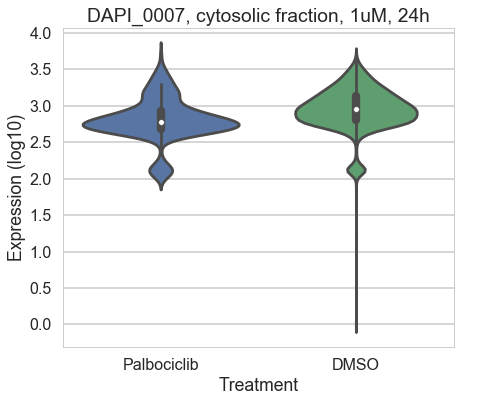 DAPI_0007, cytosolic fraction, 1uM, 24h
4.0
3.5
3.0
2.5
2.0
1.5
1.0
0.5
0.0
Expression (log10)
Palbociclib DMSO
Treatment